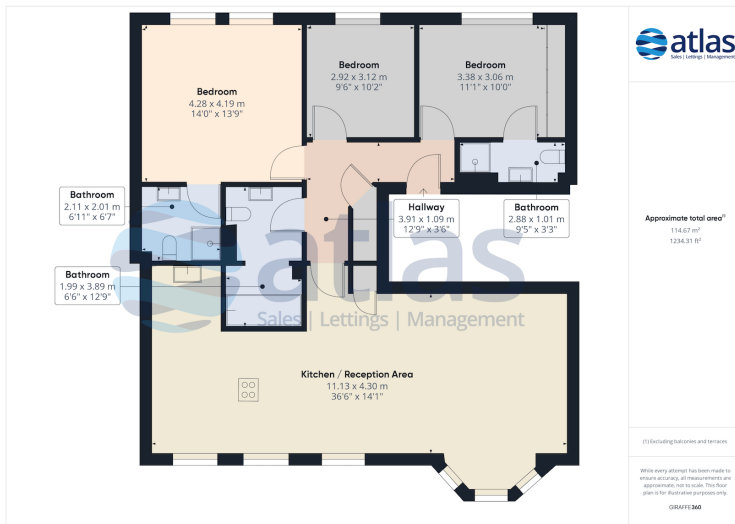 Bedroom
4.28 x 4.19 m
14'0" x 13'9"
Bedroom
2.92 x 3.12 m
9'6" x 10'2"
Bedroom
3.38 x 3.06 m
11'1" x 10'0"
Bathroom
2.11 x 2.01 m
6'11" x 6'7"
Hallway
3.91 x 1.09 m
12'9" x 3'6"
Bathroom
2.88 x 1.01 m
9'5" x 3'3"
Bathroom
1.99 x 3.89 m
6'6" x 12'9"
atlas
Sales | Lettings | Management
Kitchen / Reception Area
11.13 x 4.30 m
36'6" x 14'1"
atlas
Sales | Lettings | Management
Approximate total area(1)
114.67 m²
1234.31 ft²
(1) Excluding balconies and terraces
While every attempt has been made to
ensure accuracy, all measurements are
approximate, not to scale. This floor
plan is for illustrative purposes only.
GIRAFFE360